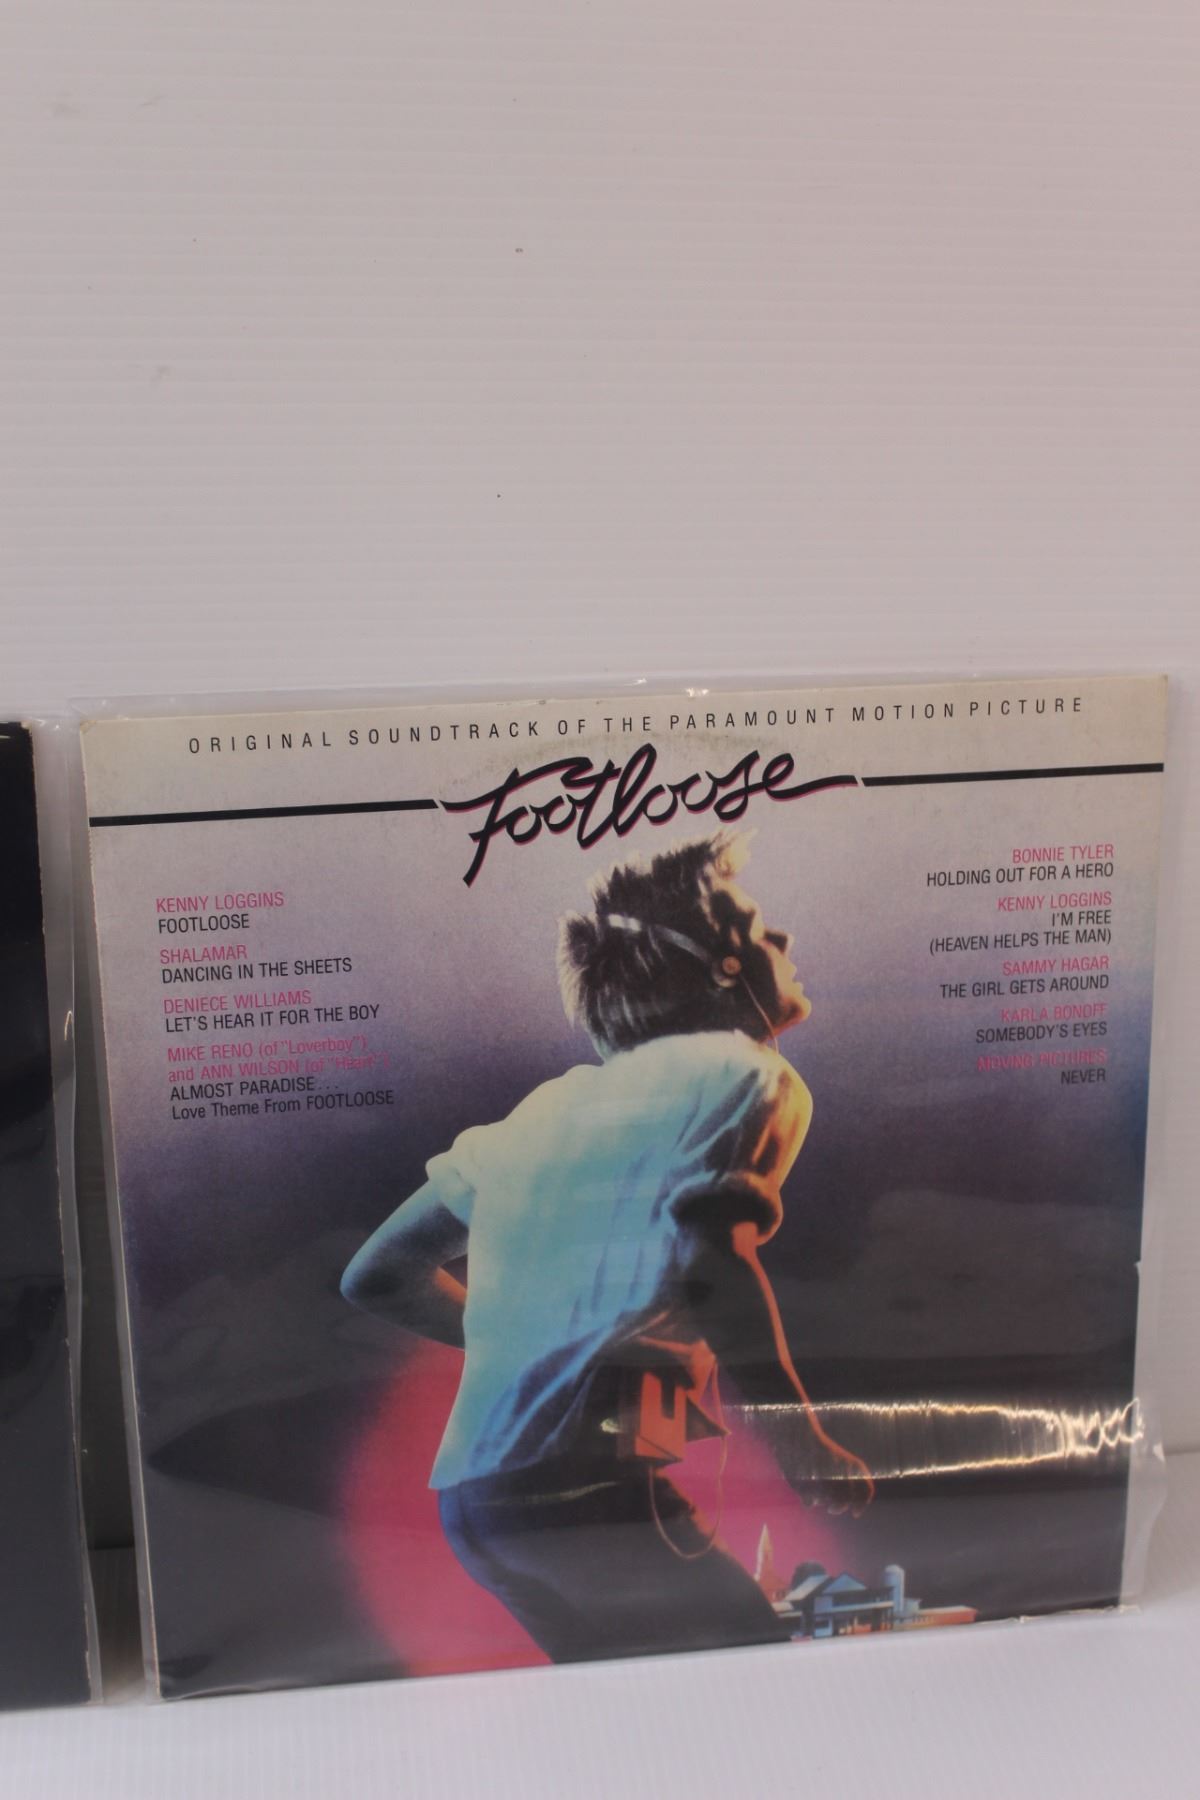 ORIGINAL SOUNDTRACK OF THE PARAMOUNT MOTION PICTURE
Footloose
KENNY LOGGINS
FOOTLOOSE
SHALAMAR
DANCING IN THE SHEETS
DENIECE WILLIAMS
LET'S HEAR IT FOR THE BOY
MIKE RENO (of "Loverboy")
and ANN WILSON (of "Heart")
ALMOST PARADISE...
Love Theme From FOOTLOOSE
BONNIE TYLER
HOLDING OUT FOR A HERO
KENNY LOGGINS
I'M FREE
(HEAVEN HELPS THE MAN)
SAMMY HAGAR
THE GIRL GETS AROUND
KARLA BONOFF
SOMEBODY'S EYES
MOVING PICTURES
NEVER